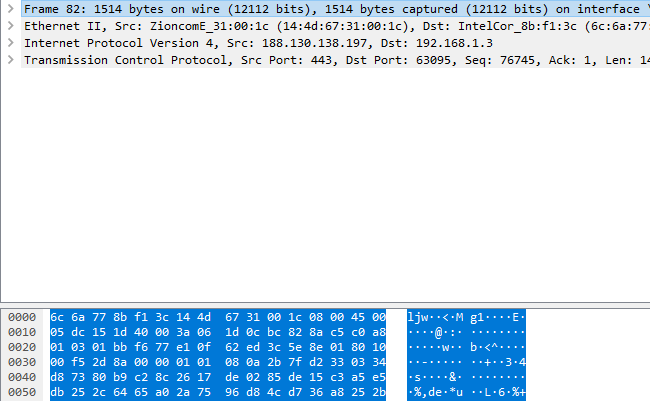 Frame 82: 1514 bytes on wire (12112 bits), 1514 bytes captured (12112 bits) on interface \
Ethernet II, Src: ZioncomE_31:00:1c (14:4d:67:31:00:1c), Dst: IntelCor_8b:f1:3c (6c:6a:77:
Internet Protocol Version 4, Src: 188.130.138.197, Dst: 192.168.1.3
Transmission Control Protocol, Src Port: 443, Dst Port: 63095, Seq: 76745, Ack: 1, Len: 14
0000 6c 6a 77 8b f1 3c 14 4d 67 31 00 1c 08 00 45 00 ljw··<·M g1····E·
0010 05 dc 15 1d 40 00 3a 06 1d 0c bc 82 8a c5 c0 a8 ····@·:· ········
0020 01 03 01 bb f6 77 e1 0f 62 ed 3c 5e 8e 01 80 10 ·····w·· b·<^····
0030 00 f5 2d 8a 00 00 01 01 08 0a 2b 7f d2 33 03 34 ··-····· ··+··3·4
0040 d8 73 80 b9 c2 8c 26 17 de 02 85 de 15 c3 a5 e5 ·s····&· ········
0050 db 25 2c 64 65 a0 2a 75 96 d8 4c d7 36 a8 25 2b ·%,de·*u ··L·6·%+